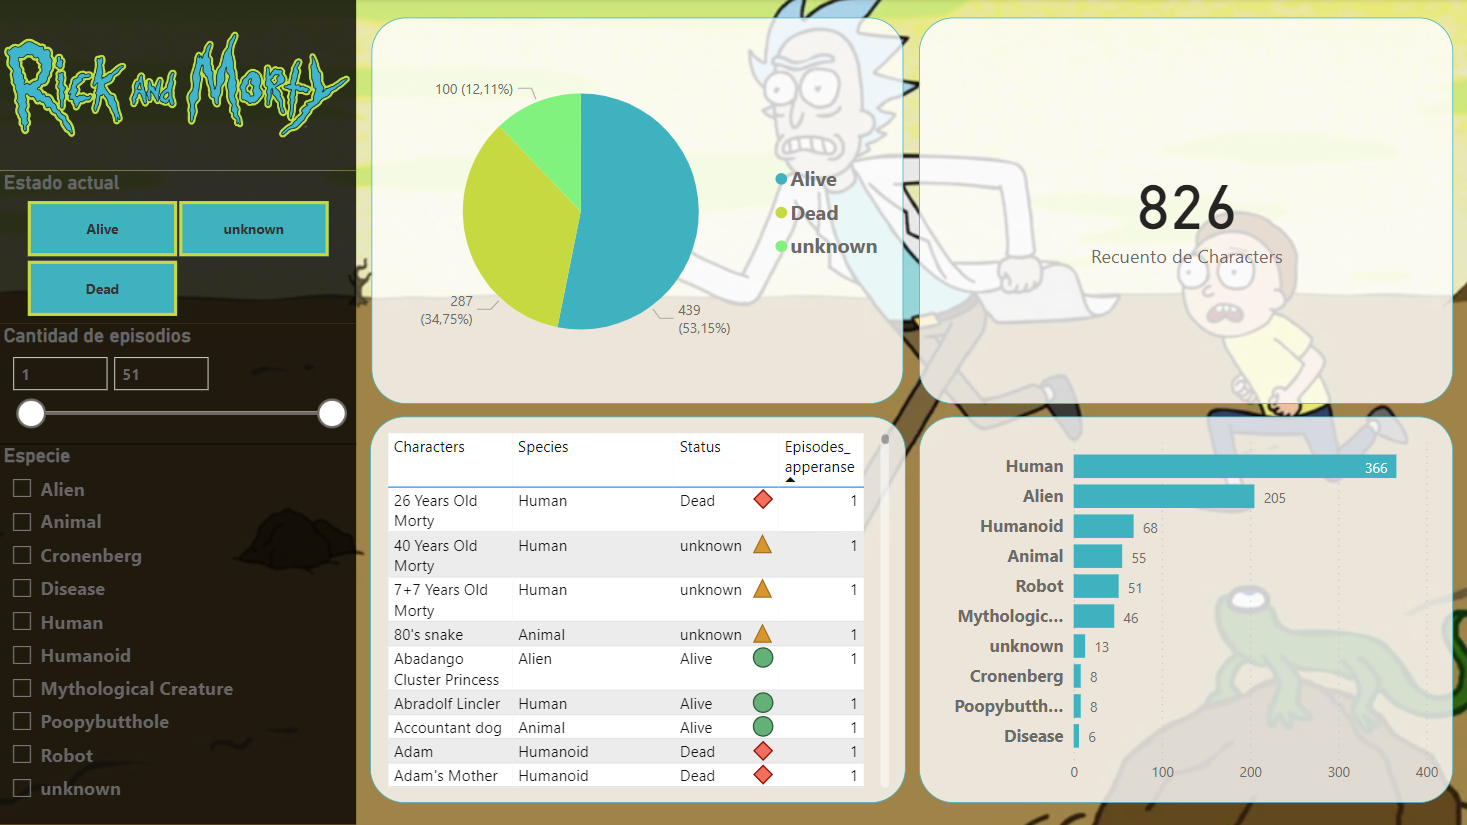 Rick and Morty
Estado actual
Alive
unknown
Dead
Cantidad de episodios
1
51
Especie
Alien
Animal
Cronenberg
Disease
Human
Humanoid
Mythological Creature
Poopybutthole
Robot
unknown
100 (12,11%)
287
(34,75%)
439
(53,15%)
Alive
Dead
unknown
826
Recuento de Characters
Characters Species Status Episodes_
apperanse
26 Years Old Human Dead 1
Morty
40 Years Old Human unknown 1
Morty
7+7 Years Old Human unknown 1
Morty
80's snake Animal unknown 1
Abadango Alien Alive 1
Cluster Princess
Abradolf Lincler Human Alive 1
Accountant dog Animal Alive 1
Adam Humanoid Dead 1
Adam's Mother Humanoid Dead 1
Human 366
Alien 205
Humanoid 68
Animal 55
Robot 51
Mythologic... 46
unknown 13
Cronenberg 8
Poopybutth... 8
Disease 6
0 100 200 300 400